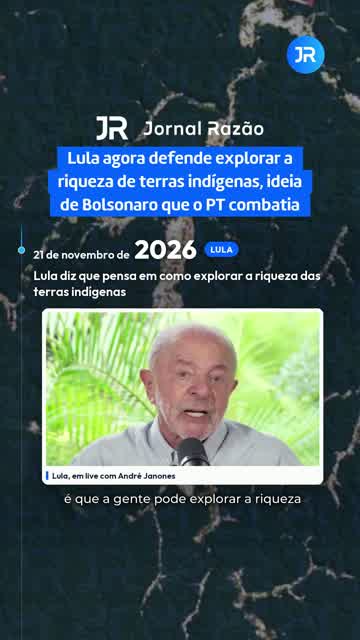 JR
JR Jornal Razão
Lula agora defende explorar a
riqueza de terras indígenas, ideia
de Bolsonaro que o PT combatia
21 de novembro de 2026 LULA
Lula diz que pensa em como explorar a riqueza das
terras indígenas
Lula, em live com André Janones
é que a gente pode explorar a riqueza